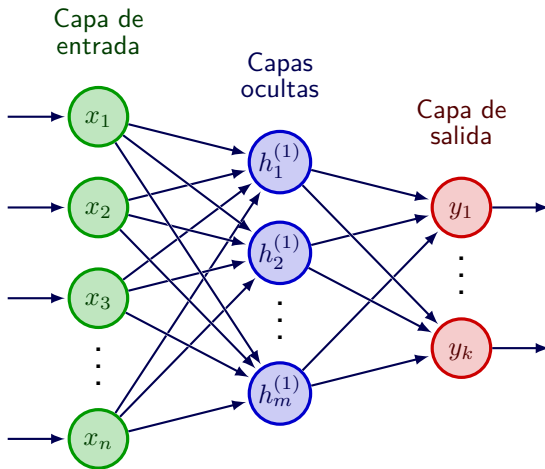 Capa de
entrada
Capas
ocultas
Capa de
salida
x₁
x₂
x₃
⋮
xₙ
h₁⁽¹⁾
h₂⁽¹⁾
⋮
hₘ⁽¹⁾
y₁
⋮
yₖ